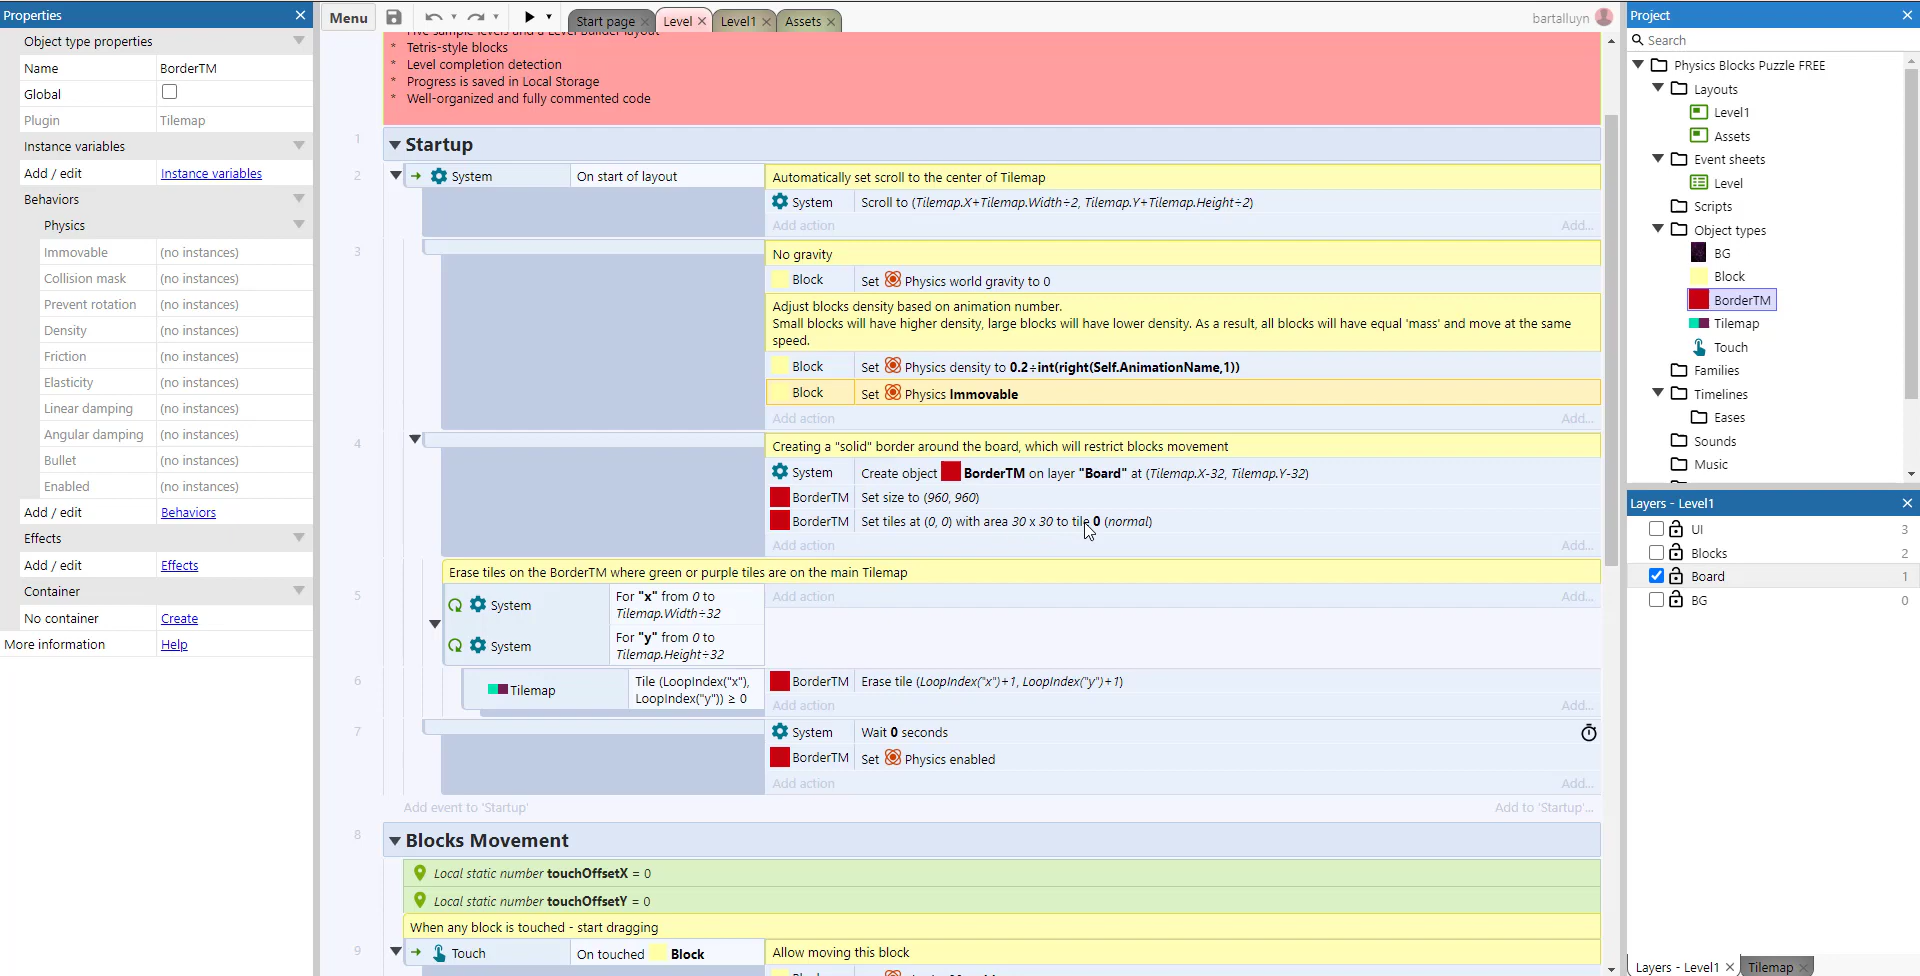 Properties
Object type properties
Name BorderTM
Global
Plugin Tilemap
Instance variables
Add / edit Instance variables
Behaviors
Physics
Immovable (no instances)
Collision mask (no instances)
Prevent rotation (no instances)
Density (no instances)
Friction (no instances)
Elasticity (no instances)
Linear damping (no instances)
Angular damping (no instances)
Bullet (no instances)
Enabled (no instances)
Add / edit Behaviors
Effects
Add / edit Effects
Container
No container Create
More information Help
Menu
Start page
Level
Level1
Assets
bartalluyn
* Five sample levels and a Level Builder layout
* Tetris-style blocks
* Level completion detection
* Progress is saved in Local Storage
* Well-organized and fully commented code
1 Startup
2 System On start of layout
Automatically set scroll to the center of Tilemap
System Scroll to (Tilemap.X+Tilemap.Width÷2, Tilemap.Y+Tilemap.Height÷2)
Add action Add...
3 No gravity
Block Set Physics world gravity to 0
Adjust blocks density based on animation number.
Small blocks will have higher density, large blocks will have lower density. As a result, all blocks will have equal 'mass' and move at the same
speed.
Block Set Physics density to 0.2÷int(right(Self.AnimationName,1))
Block Set Physics Immovable
Add action Add...
4 Creating a "solid" border around the board, which will restrict blocks movement
System Create object BorderTM on layer "Board" at (Tilemap.X-32, Tilemap.Y-32)
BorderTM Set size to (960, 960)
BorderTM Set tiles at (0, 0) with area 30 x 30 to tile 0 (normal)
Add action Add...
Erase tiles on the BorderTM where green or purple tiles are on the main Tilemap
5 System For "x" from 0 to
Tilemap.Width÷32
Add action Add...
System For "y" from 0 to
Tilemap.Height÷32
6 Tilemap Tile (LoopIndex("x"),
LoopIndex("y")) ≥ 0
BorderTM Erase tile (LoopIndex("x")+1, LoopIndex("y")+1)
Add action Add...
7 System Wait 0 seconds
BorderTM Set Physics enabled
Add action Add...
Add event to 'Startup' Add to 'Startup'...
8 Blocks Movement
Local static number touchOffsetX = 0
Local static number touchOffsetY = 0
When any block is touched - start dragging
9 Touch On touched Block
Allow moving this block
Project
Search
Physics Blocks Puzzle FREE
Layouts
Level1
Assets
Event sheets
Level
Scripts
Object types
BG
Block
BorderTM
Tilemap
Touch
Families
Timelines
Eases
Sounds
Music
Layers - Level1
UI 3
Blocks 2
Board 1
BG 0
Layers - Level1
Tilemap